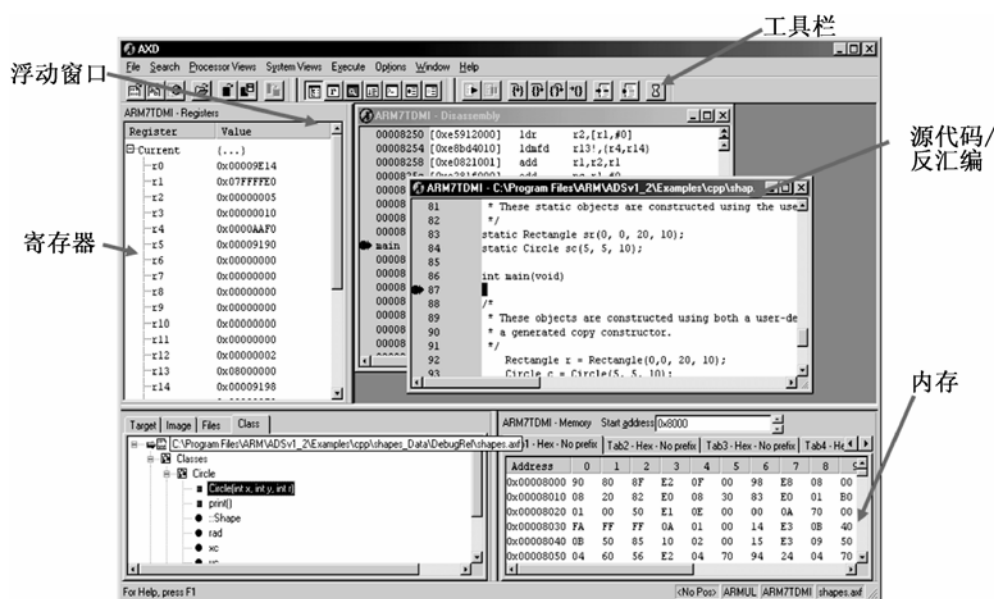 工具栏
浮动窗口
源代码/
反汇编
寄存器
内存
AXD
File Search Processor Views System Views Execute Options Window Help
ARM7TDMI - Registers
Register Value
Current {...}
r0 0x00009E14
r1 0x07FFFFE0
r2 0x00000005
r3 0x00000010
r4 0x0000AAF0
r5 0x00009190
r6 0x00000000
r7 0x00000000
r8 0x00000000
r9 0x00000000
r10 0x00000000
r11 0x00000000
r12 0x00000002
r13 0x08000000
r14 0x00009198
ARM7TDMI - Disassembly
00008250 [0xe5912000] ldr r2,[r1,#0]
00008254 [0xe8bd4010] ldmfd r13!,{r4,r14}
00008258 [0xe0821001] add r1,r2,r1
main
ARM7TDMI - C:\Program Files\ARM\ADSv1_2\Examples\cpp\shap
81 * These static objects are constructed using the use
82 */
83 static Rectangle sr(0, 0, 20, 10);
84 static Circle sc(5, 5, 10);
85
86 int main(void)
87
88 /*
89 * These objects are constructed using both a user-de
90 * a generated copy constructor.
91 */
92 Rectangle r = Rectangle(0,0, 20, 10);
93 Circle c = Circle(5, 5, 10);
Target Image Files Class
C:\Program Files\ARM\ADSv1_2\Examples\cpp\shapes_Data\DebugRel\shapes.axf
Classes
Circle
Circle(int x, int y, int r)
print()
::Shape
rad
xc
ARM7TDMI - Memory Start address 0x8000
1 - Hex - No prefix Tab2 - Hex - No prefix Tab3 - Hex - No prefix Tab4 - He
Address 0 1 2 3 4 5 6 7 8 9
0x00008000 90 80 8F E2 0F 00 98 E8 08 00
0x00008010 08 20 82 E0 08 30 83 E0 01 B0
0x00008020 01 00 50 E1 0E 00 00 0A 70 00
0x00008030 FA FF FF 0A 01 00 14 E3 0B 40
0x00008040 0B 50 85 10 02 00 15 E3 09 50
0x00008050 04 60 56 E2 04 70 94 24 04 70
For Help, press F1
<No Pos> ARMUL ARM7TDMI shapes.axf